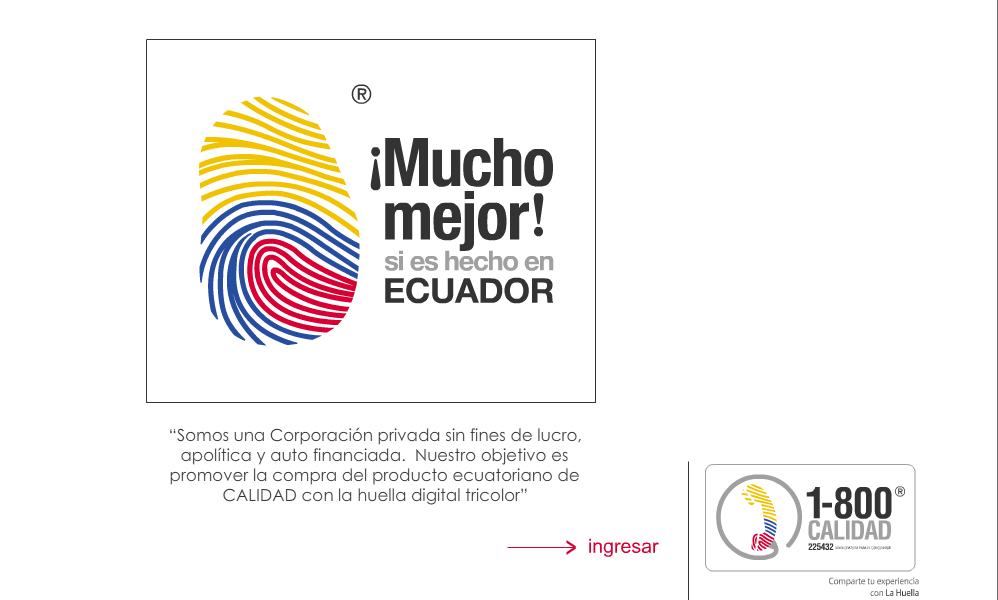 ®
¡Mucho
mejor!
si es hecho en
ECUADOR
“Somos una Corporación privada sin fines de lucro,
apolítica y auto financiada. Nuestro objetivo es
promover la compra del producto ecuatoriano de
CALIDAD con la huella digital tricolor”
ingresar
1-800®
CALIDAD
225432
Comparte tu experiencia
con La Huella